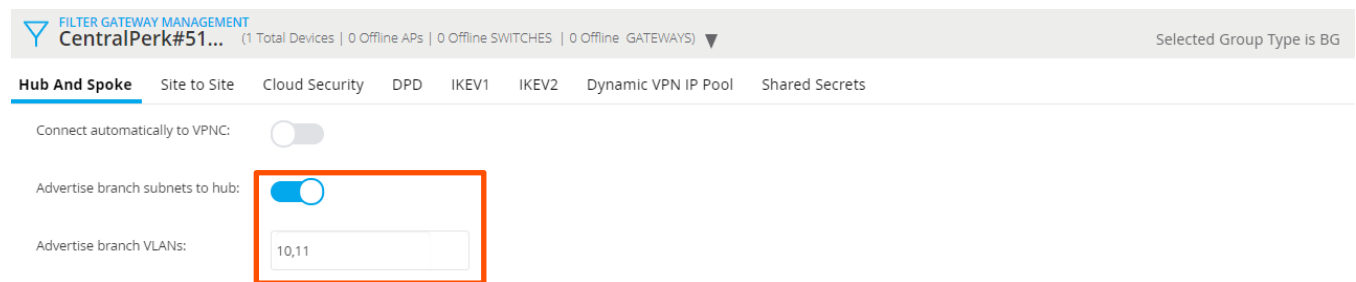 FILTER GATEWAY MANAGEMENT
CentralPerk#51... (1 Total Devices | 0 Offline APs | 0 Offline SWITCHES | 0 Offline GATEWAYS) Selected Group Type is BG
Hub And Spoke Site to Site Cloud Security DPD IKEV1 IKEV2 Dynamic VPN IP Pool Shared Secrets
Connect automatically to VPNC:
Advertise branch subnets to hub:
Advertise branch VLANs: 10,11